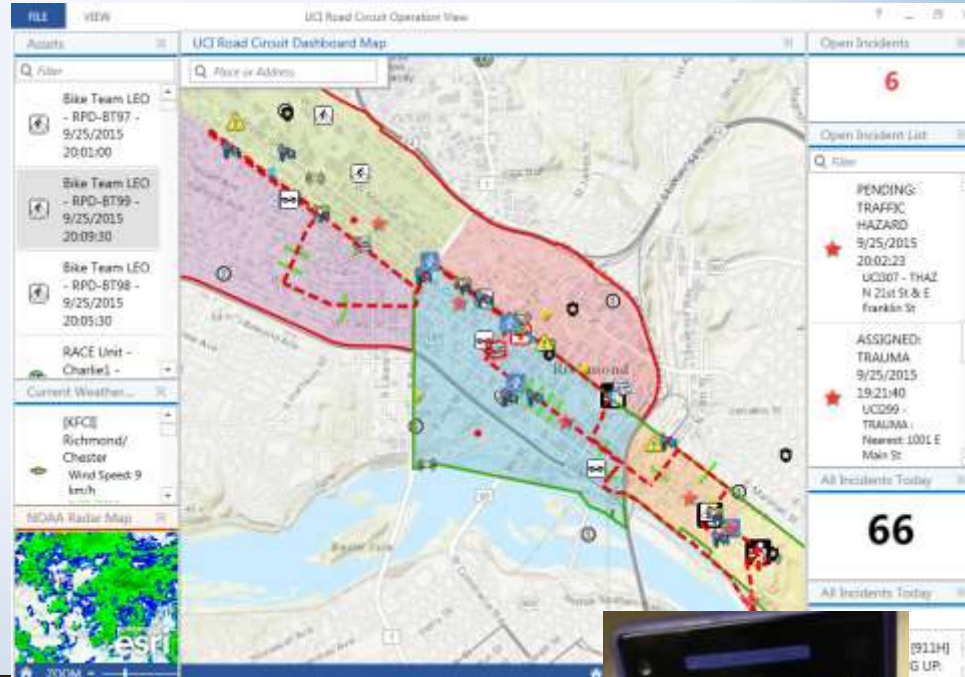 FILE VIEW UCI Road Circuit Operation View
Assets
Filter
Bike Team LEO
- RPD-BT97 -
9/25/2015
20:01:00
Bike Team LEO
- RPD-BT99 -
9/25/2015
20:09:30
Bike Team LEO
- RPD-BT98 -
9/25/2015
20:05:30
RACE Unit -
Charlie1 -
Current Weather...
[KFCI]
Richmond/
Chester
Wind Speed: 9
km/h
NOAA Radar Map
esri
ZOOM
UCI Road Circuit Dashboard Map
Place or Address
Richmond
Open Incidents
6
Open Incident List
Filter
PENDING:
TRAFFIC
HAZARD
9/25/2015
20:02:23
UCI307 - THAZ
N 21st St & E
Franklin St
ASSIGNED:
TRAUMA
9/25/2015
19:21:40
UCI299 -
TRAUMA :
Nearest: 1001 E
Main St
All Incidents Today
66
All Incidents Today
[911H]
G UP: